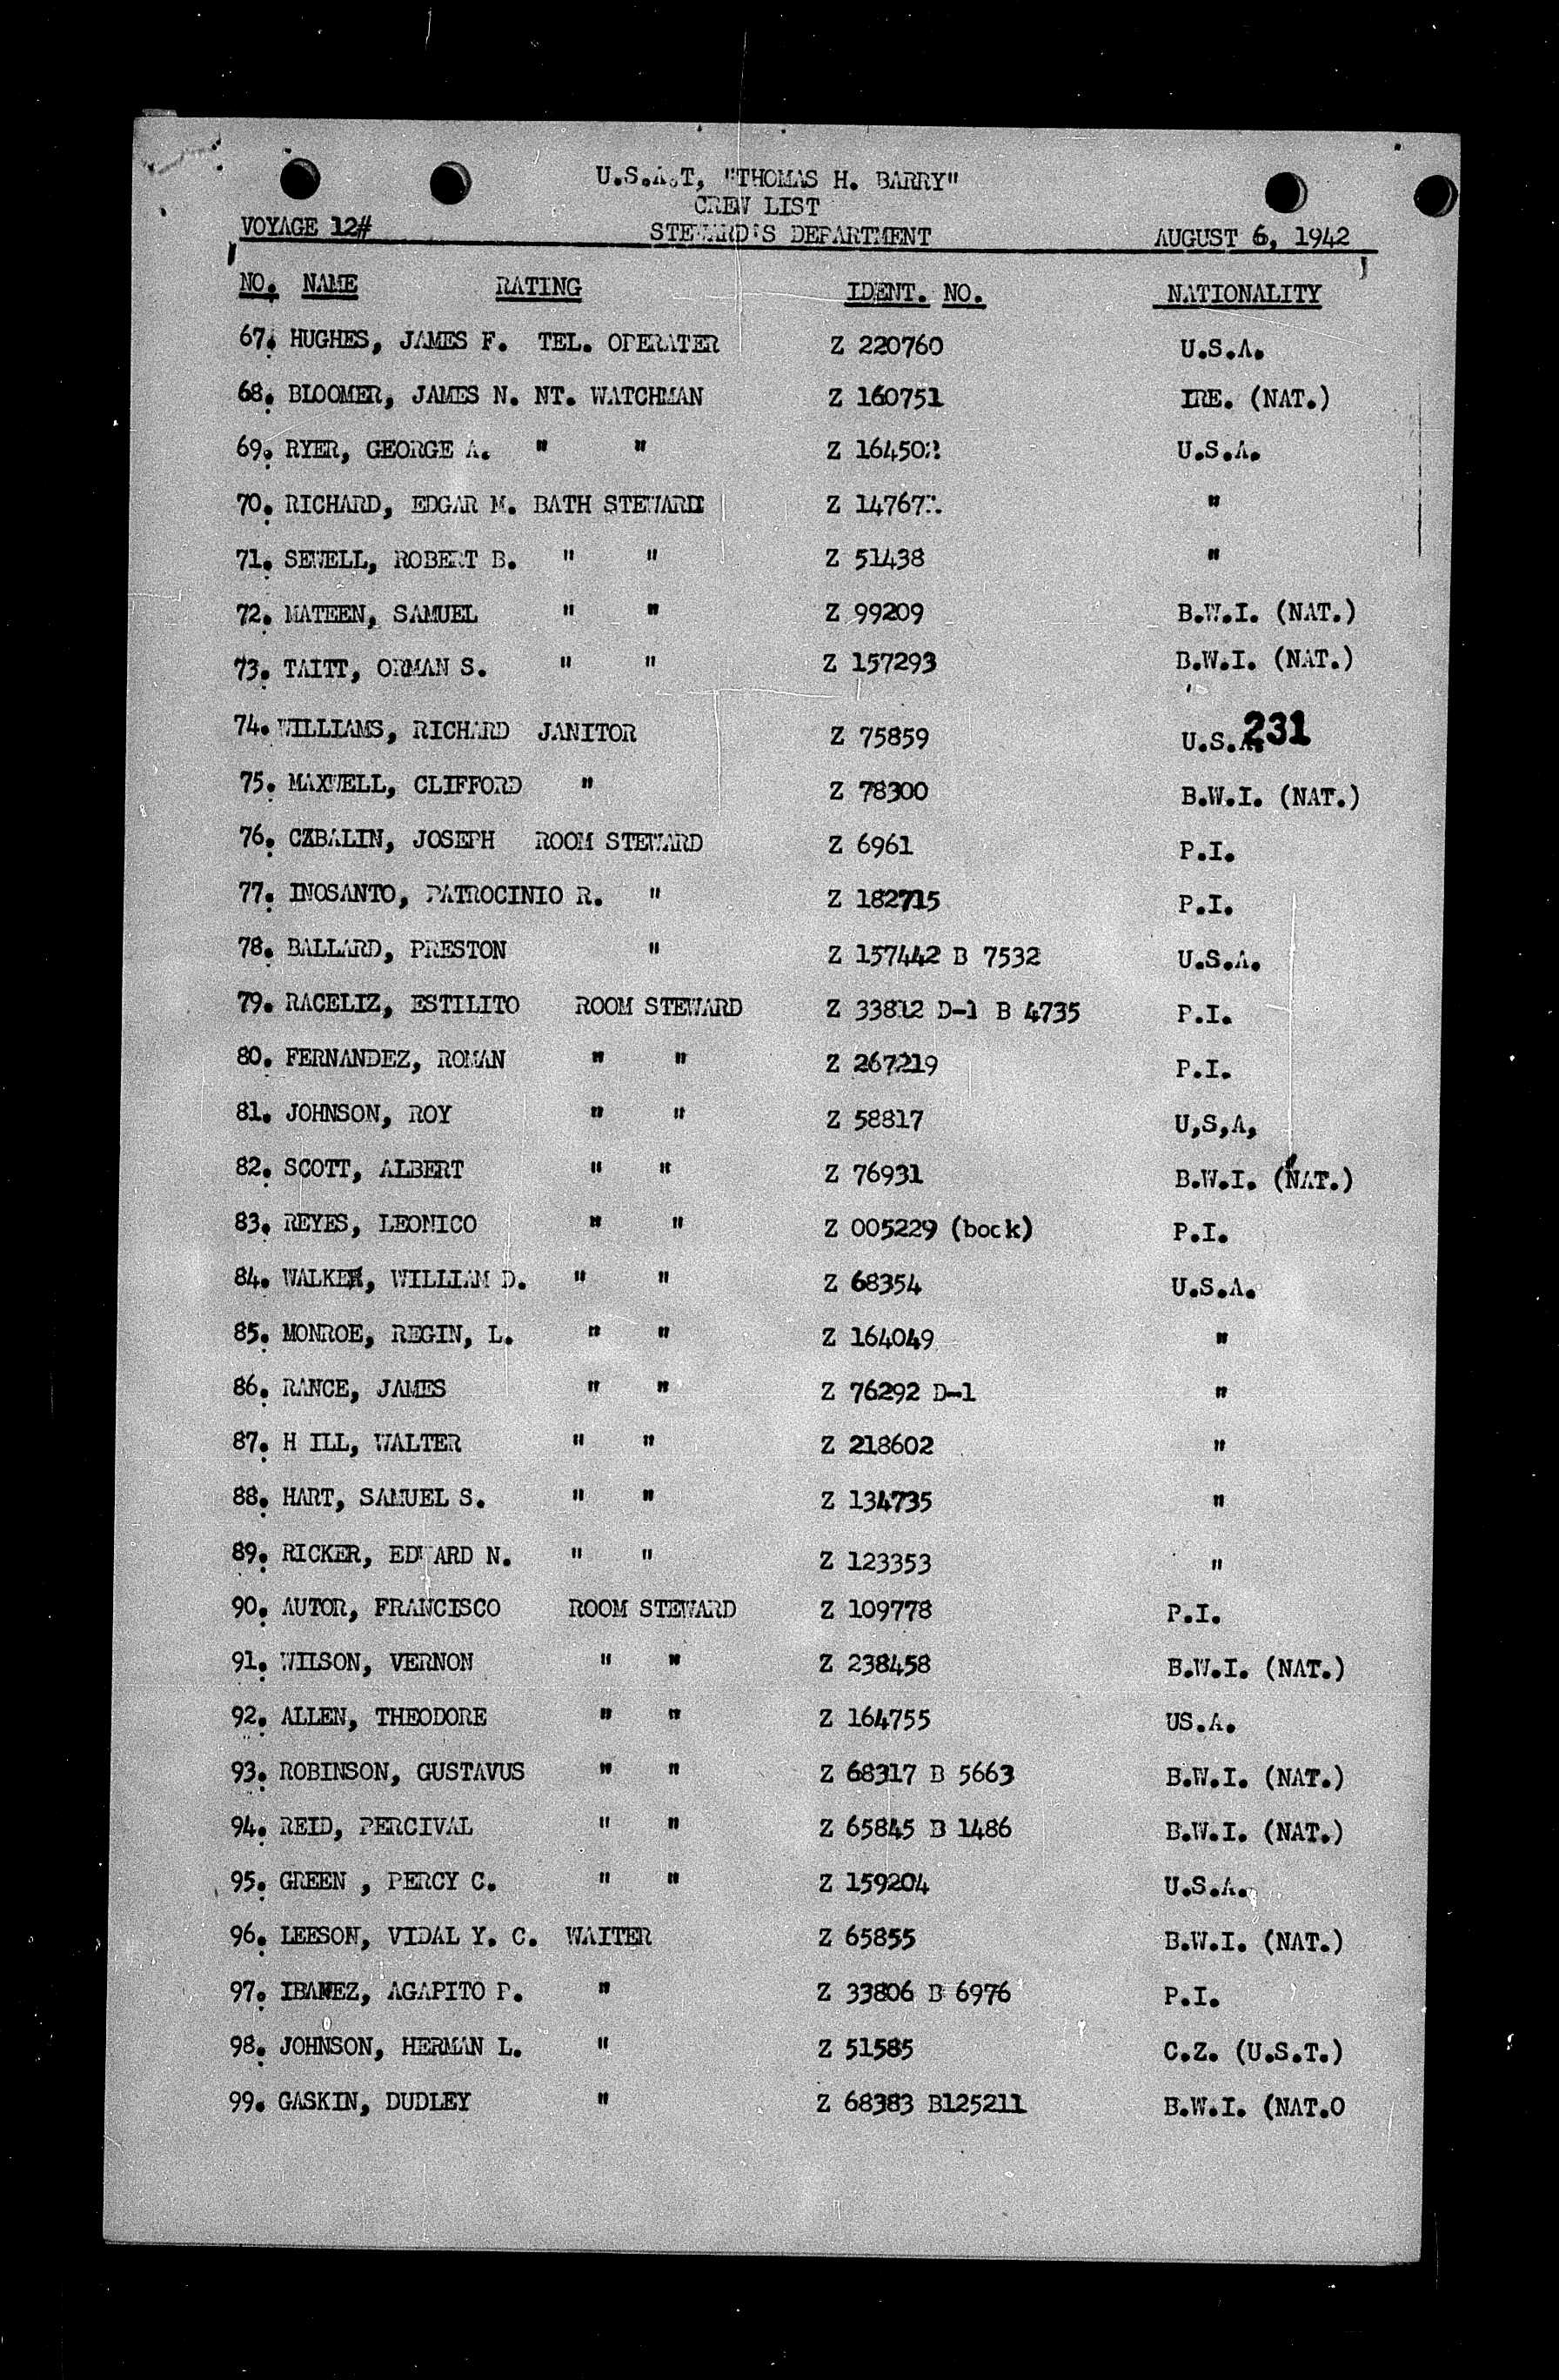 U.S.A.T, "THOMAS H. BARRY"
CREW LIST
VOYAGE 12# STEWARD'S DEPARTMENT AUGUST 6, 1942
NO. NAME RATING IDENT. NO. NATIONALITY
67. HUGHES, JAMES F. TEL. OPERATER Z 220760 U.S.A.
68. BLOOMER, JAMES N. NT. WATCHMAN Z 160751 IRE. (NAT.)
69. RYER, GEORGE A. " " Z U.S.A.
70. RICHARD, EDGAR M. BATH STEWARD Z "
71. SEWELL, ROBERT B. " " Z 51438 "
72. MATEEN, SAMUEL " " Z 99209 B.W.I. (NAT.)
73. TAITT, ORMAN S. " " Z 157293 B.W.I. (NAT.)
74. WILLIAMS, RICHARD JANITOR Z 75859 U.S.A. 231
75. MAXWELL, CLIFFORD " Z 78300 B.W.I. (NAT.)
76. JOSEPH ROOM STEWARD Z 6961 P.I.
77. INOSANTO, PATROCINIO R. " Z 182715 P.I.
78. BALLARD, PRESTON " Z 157442 B 7532 U.S.A.
79. RACELIZ, ESTILITO ROOM STEWARD Z 33812 D-1 B 4735 P.I.
80. FERNANDEZ, ROMAN " " Z 267219 P.I.
81. JOHNSON, ROY " " Z 58817 U,S,A,
82. SCOTT, ALBERT " " Z 76931 B.W.I. (NAT.)
83. REYES, LEONICO " " Z 005229 (bock) P.I.
84. WALKER, WILLIAM D. " " Z 68354 U.S.A.
85. MONROE, REGIN, L. " " Z 164049 "
86. RANCE, JAMES " " Z 76292 D-1 "
87. H ILL, WALTER " " Z 218602 "
88. HART, SAMUEL S. " " Z 134735 "
89. RICKER, EDWARD N. " " Z 123353 "
90. AUTOR, FRANCISCO ROOM STEWARD Z 109778 P.I.
91. WILSON, VERNON " " Z 238458 B.W.I. (NAT.)
92. ALLEN, THEODORE " " Z 164755 US.A.
93. ROBINSON, GUSTAVUS " " Z 68317 B 5663 B.W.I. (NAT.)
94. REID, PERCIVAL " " Z 65845 B 1486 B.W.I. (NAT.)
95. GREEN , PERCY C. " " Z 159204 U.S.A.
96. LEESON, VIDAL Y. C. WAITER Z 65855 B.W.I. (NAT.)
97. IBANEZ, AGAPITO P. " Z 33806 B 6976 P.I.
98. JOHNSON, HERMAN L. " Z 51585 C.Z. (U.S.T.)
99. GASKIN, DUDLEY " Z 68383 B125211 B.W.I. (NAT.O